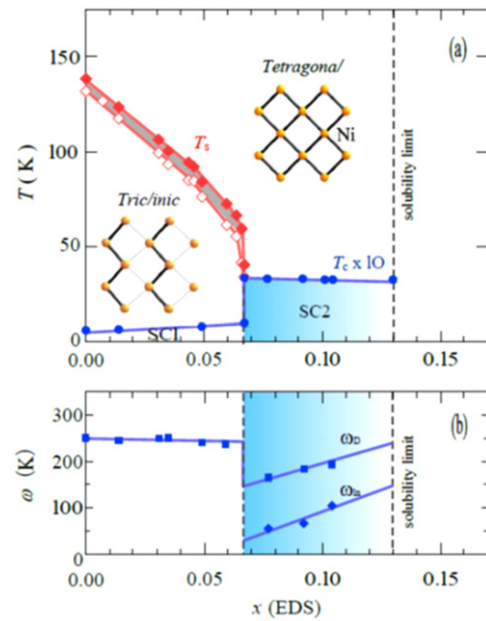 150
(a)
Tetragona/
Ni
T_s
100
T (K)
solubility limit
Tric/inic
50
T_c x lO
SC2
SC1
0
0.00
0.05
0.10
0.15
300
(b)
ω (K)
200
ω_D
solubility limit
100
ω_ln
0
0.00
0.05
0.10
0.15
x (EDS)